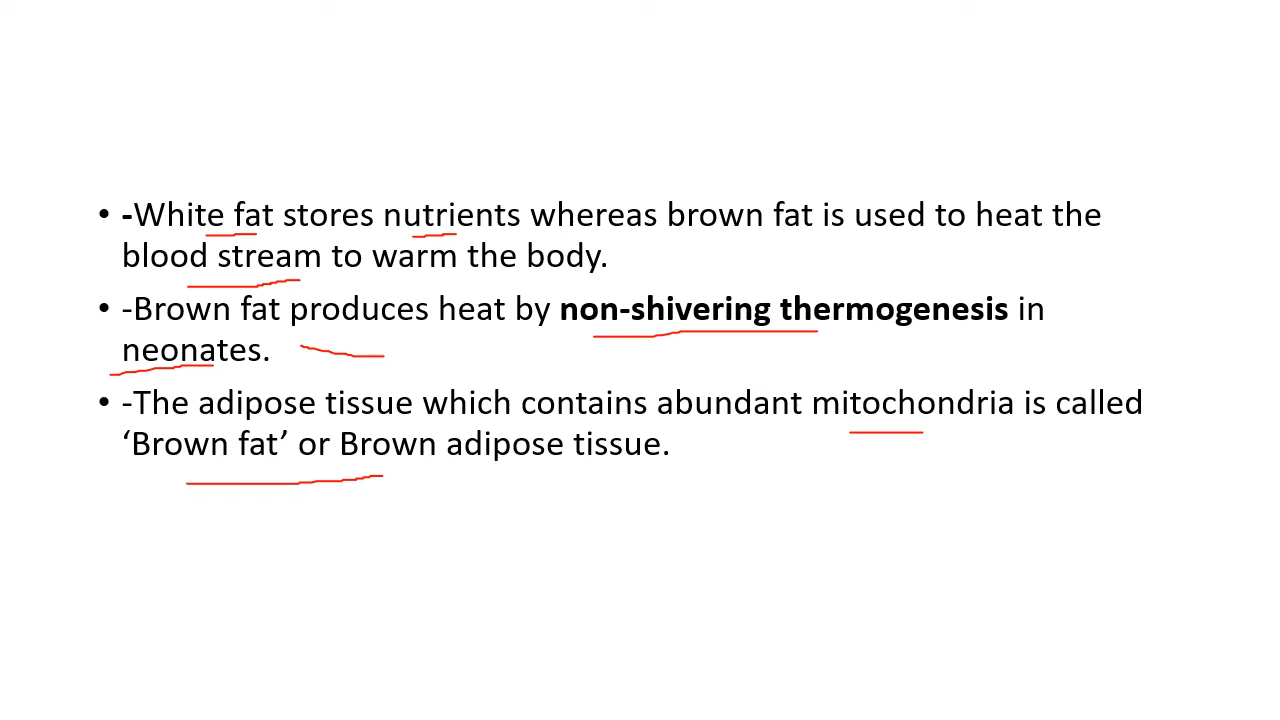 • -White fat stores nutrients whereas brown fat is used to heat the
blood stream to warm the body.
• -Brown fat produces heat by non-shivering thermogenesis in
neonates.
• -The adipose tissue which contains abundant mitochondria is called
‘Brown fat’ or Brown adipose tissue.